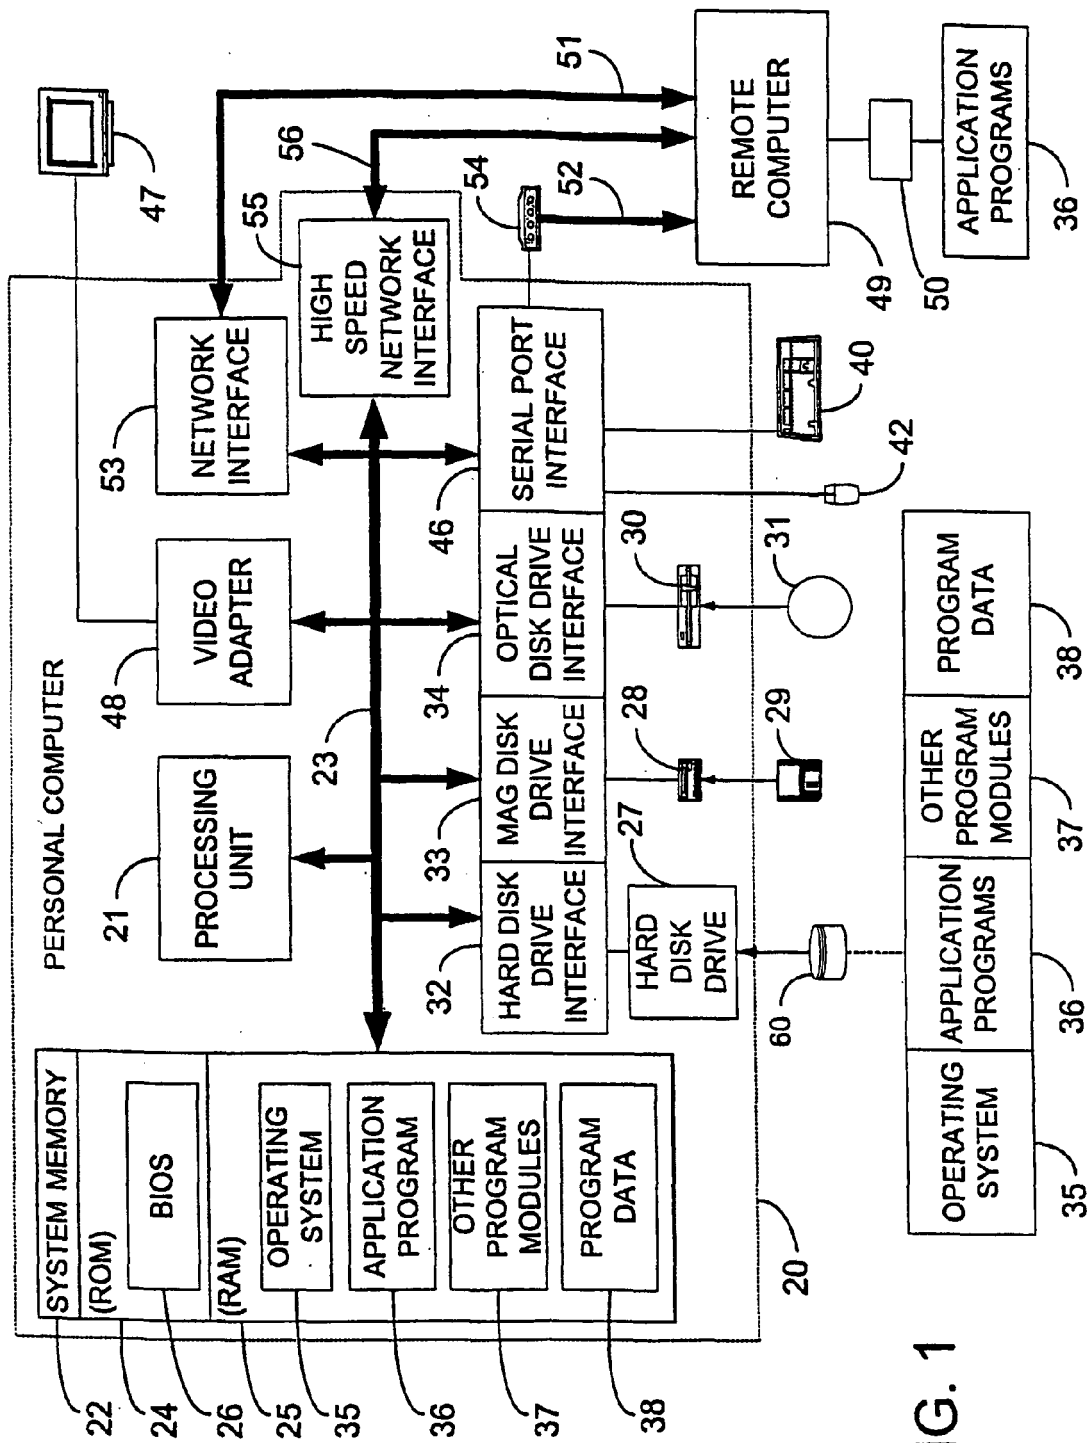 PERSONAL COMPUTER
20
SYSTEM MEMORY
22
(ROM)
24
BIOS
26
(RAM)
25
OPERATING
SYSTEM
35
APPLICATION
PROGRAM
36
OTHER
PROGRAM
MODULES
37
PROGRAM
DATA
38
21
PROCESSING
UNIT
48
VIDEO
ADAPTER
53
NETWORK
INTERFACE
47
55
HIGH
SPEED
NETWORK
INTERFACE
56
51
23
32
HARD DISK
DRIVE
INTERFACE
33
MAG DISK
DRIVE
INTERFACE
34
OPTICAL
DISK DRIVE
INTERFACE
46
SERIAL PORT
INTERFACE
54
52
HARD
DISK
DRIVE
27
28
29
30
31
42
40
60
REMOTE
COMPUTER
49
50
APPLICATION
PROGRAMS
36
OPERATING
SYSTEM
35
APPLICATION
PROGRAMS
36
OTHER
PROGRAM
MODULES
37
PROGRAM
DATA
38
G. 1